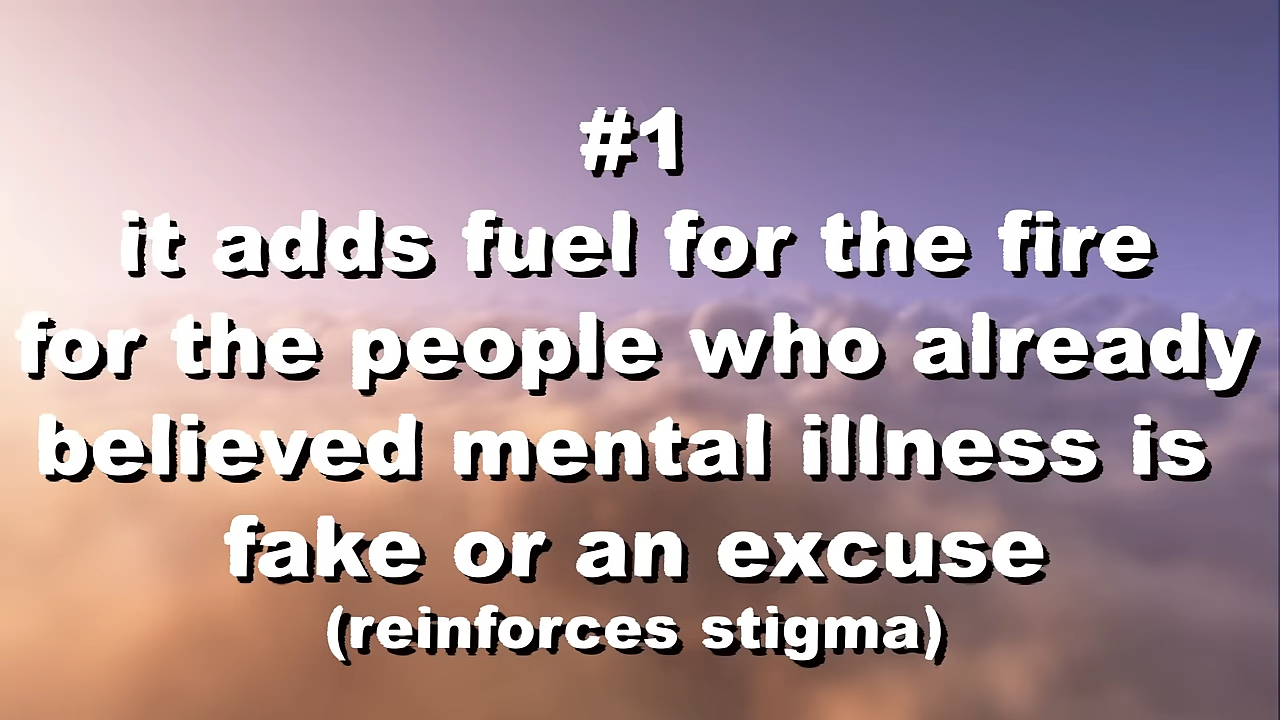 #1
it adds fuel for the fire
for the people who already
believed mental illness is
fake or an excuse
(reinforces stigma)